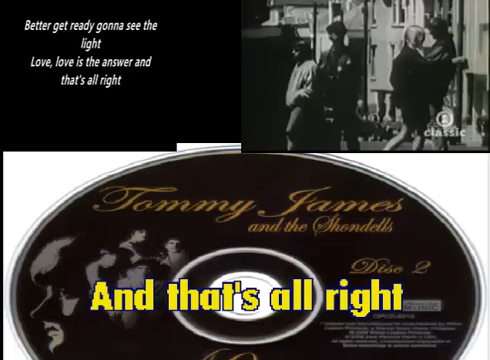 Better get ready gonna see the
light
Love, love is the answer and
that's all right
classic
Tommy James
and the Shondells
Disc 2
And that's all right